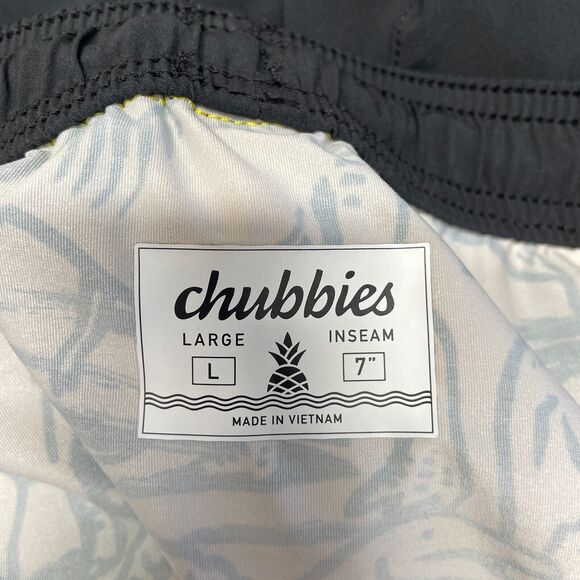 chubbies
LARGE INSEAM
L 7"
MADE IN VIETNAM